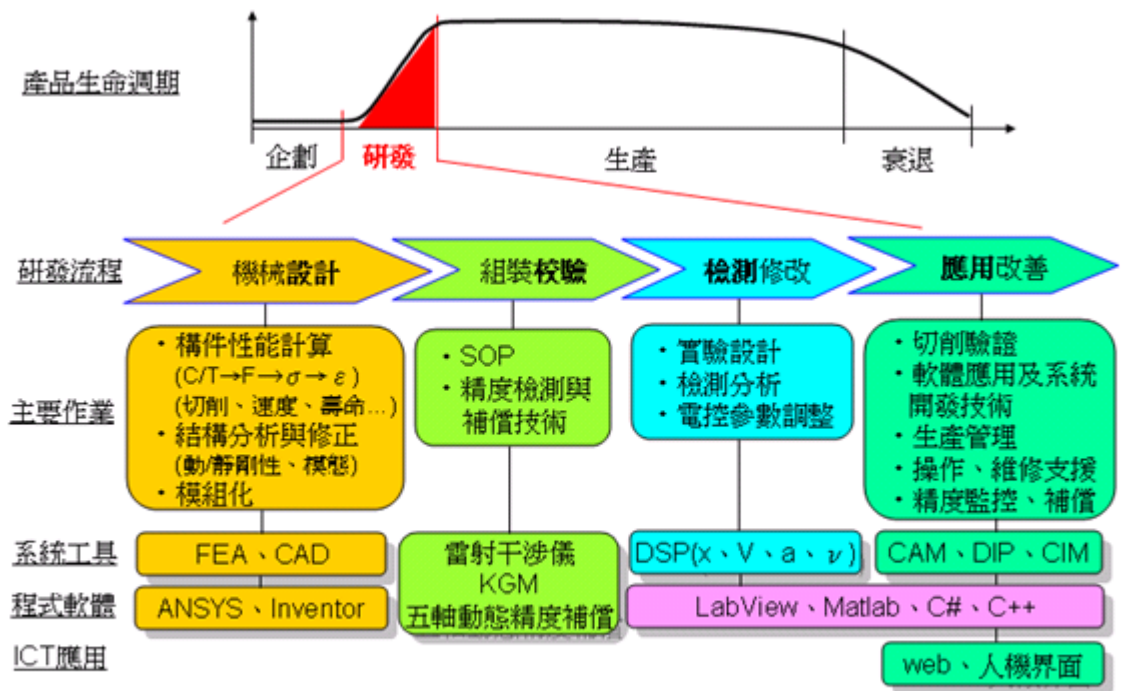 產品生命週期
企劃
研發
生產
衰退
研發流程
機械設計
組裝校驗
檢測修改
應用改善
主要作業
・構件性能計算
(C/T→F→σ→ε)
(切削、速度、壽命...)
・結構分析與修正
(動/靜剛性、模態)
・模組化
・SOP
・精度檢測與
補償技術
・實驗設計
・檢測分析
・電控參數調整
・切削驗證
・軟體應用及系統
開發技術
・生產管理
・操作、維修支援
・精度監控、補償
系統工具
FEA、CAD
雷射干涉儀
KGM
五軸動態精度補償
DSP(x、V、a、ν)
CAM、DIP、CIM
程式軟體
ANSYS、Inventor
LabView、Matlab、C#、C++
ICT應用
web、人機界面